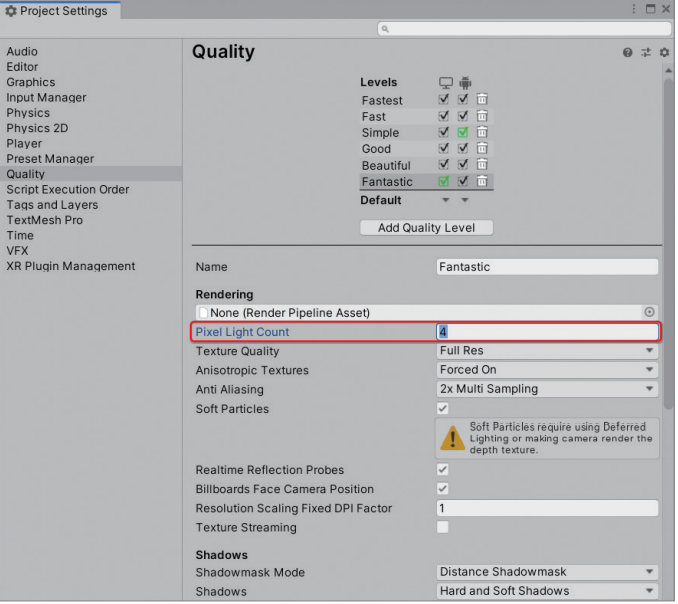 Project Settings
Audio
Editor
Graphics
Input Manager
Physics
Physics 2D
Player
Preset Manager
Quality
Script Execution Order
Tags and Layers
TextMesh Pro
Time
VFX
XR Plugin Management
Quality
Levels
Fastest
Fast
Simple
Good
Beautiful
Fantastic
Default
Add Quality Level
Name Fantastic
Rendering
None (Render Pipeline Asset)
Pixel Light Count 4
Texture Quality Full Res
Anisotropic Textures Forced On
Anti Aliasing 2x Multi Sampling
Soft Particles
Soft Particles require using Deferred
Lighting or making camera render the
depth texture.
Realtime Reflection Probes
Billboards Face Camera Position
Resolution Scaling Fixed DPI Factor 1
Texture Streaming
Shadows
Shadowmask Mode Distance Shadowmask
Shadows Hard and Soft Shadows